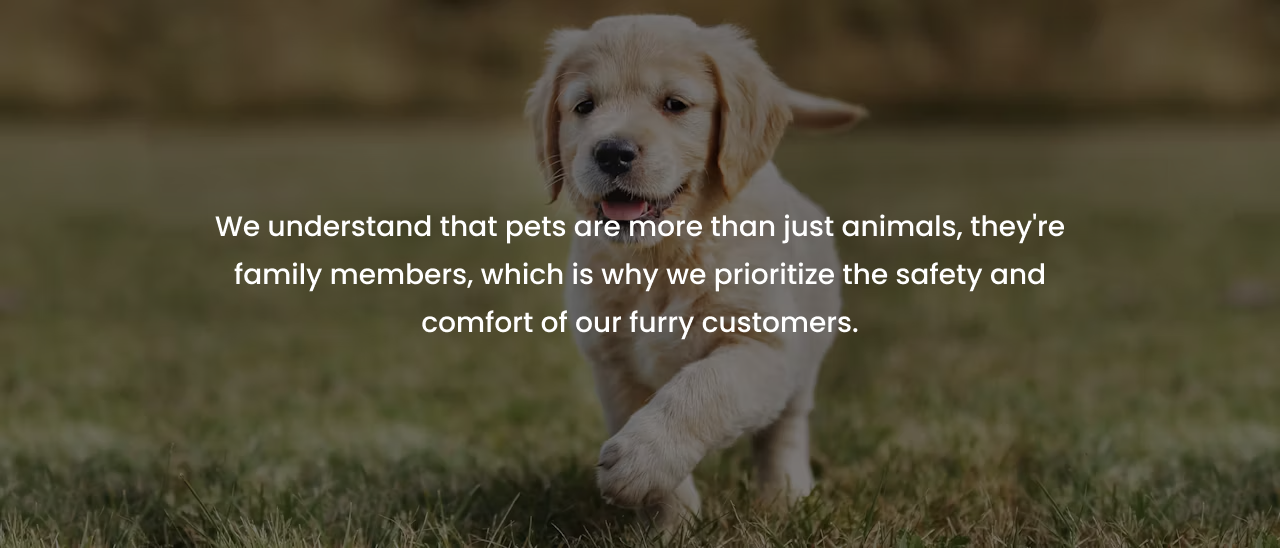 We understand that pets are more than just animals, they're
family members, which is why we prioritize the safety and
comfort of our furry customers.